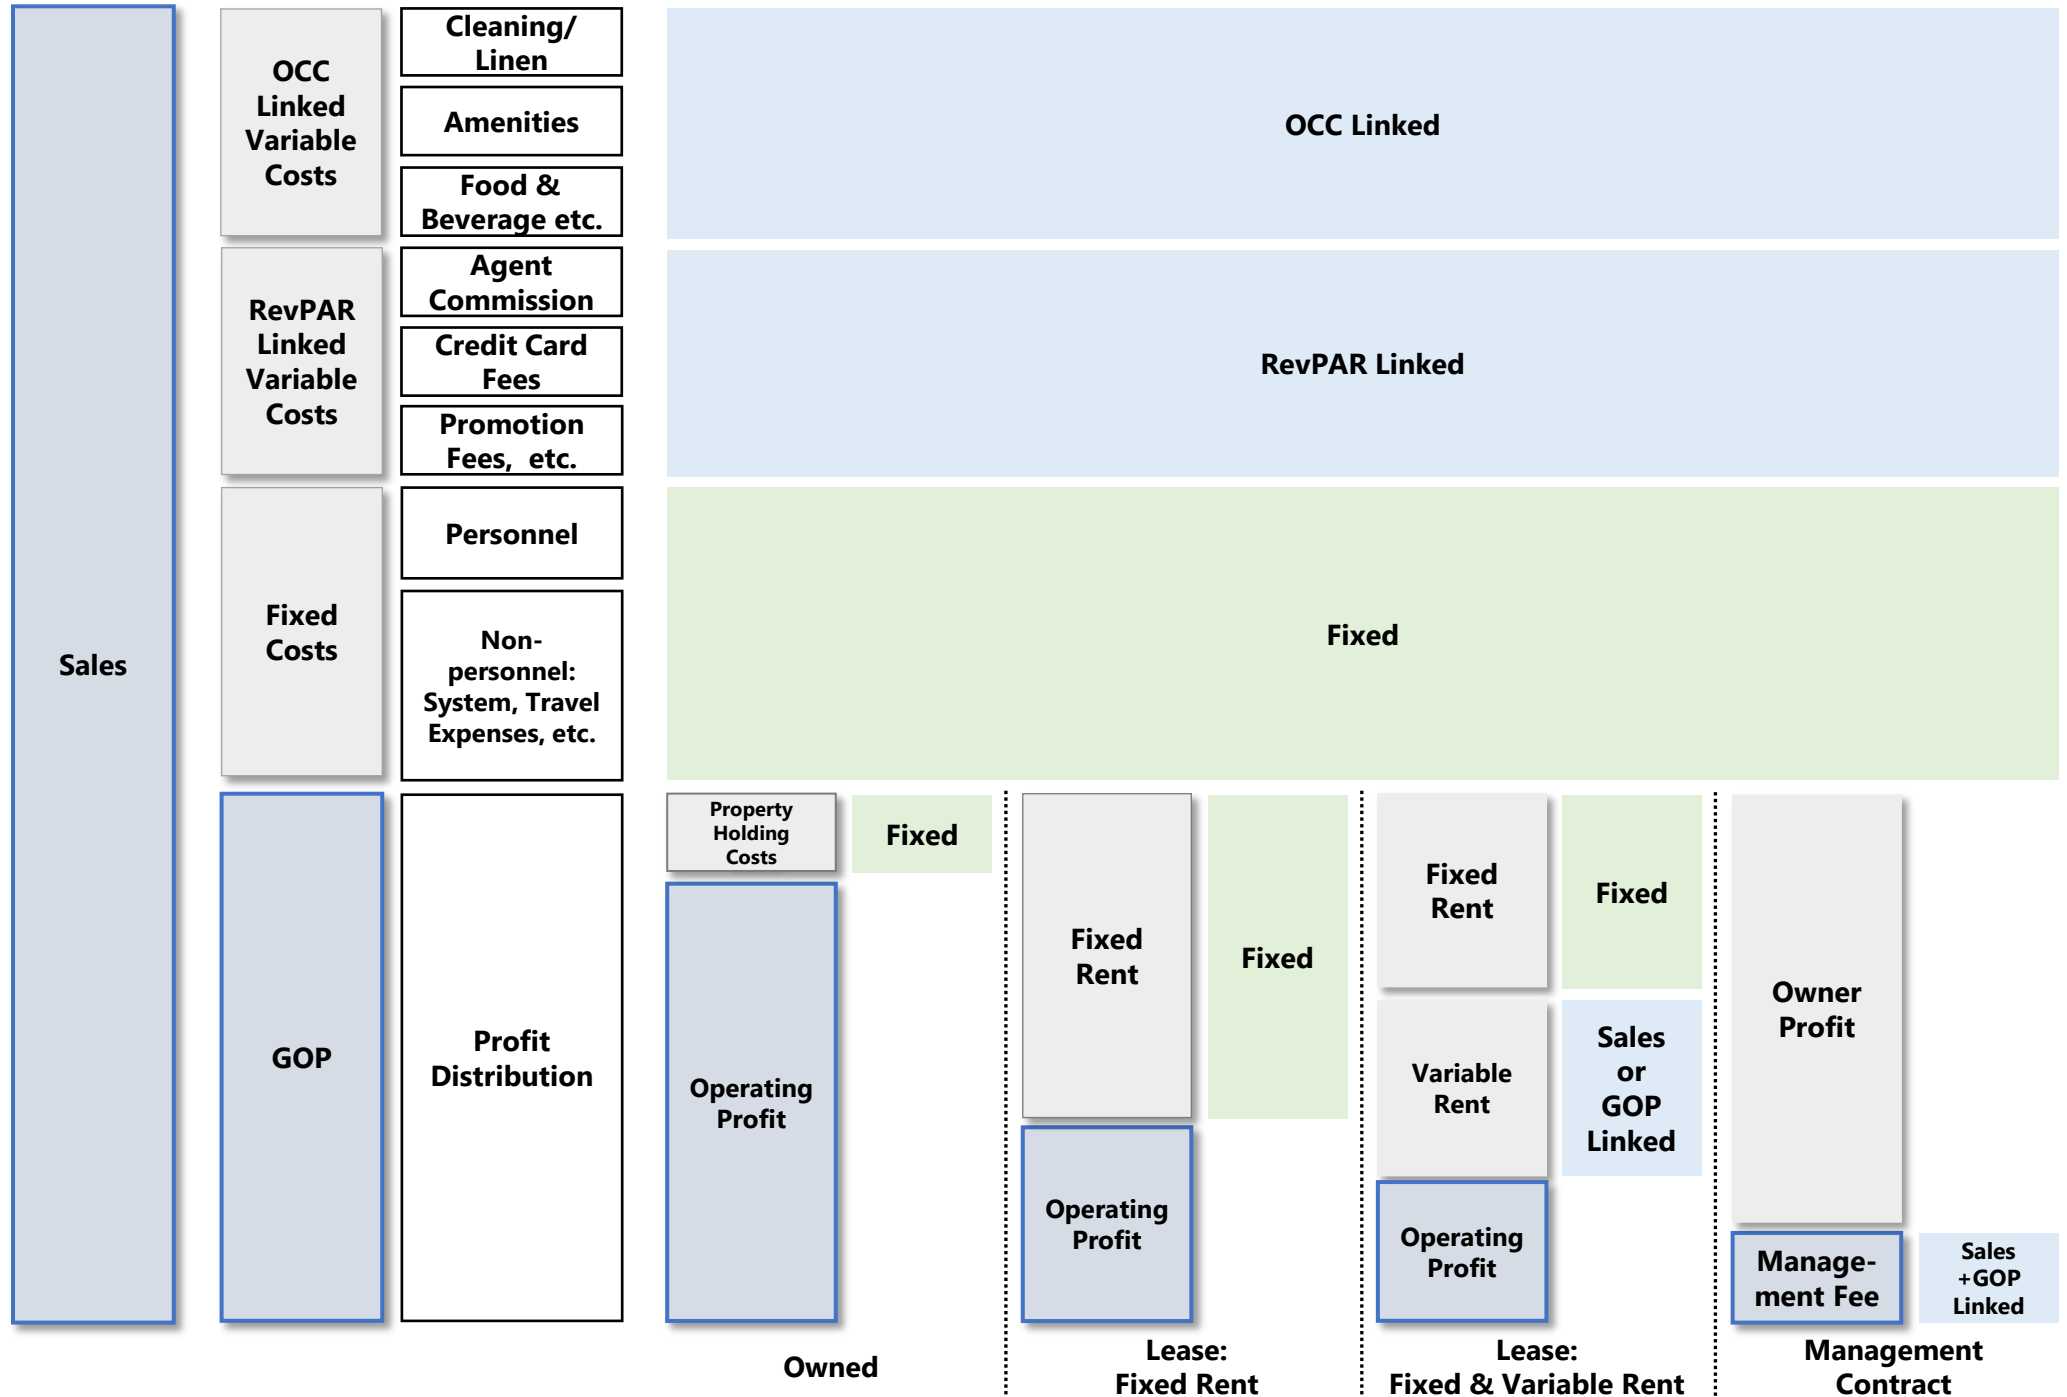 Sales
OCC
Linked
Variable
Costs
Cleaning/
Linen
Amenities
Food &
Beverage etc.
OCC Linked
RevPAR
Linked
Variable
Costs
Agent
Commission
Credit Card
Fees
Promotion
Fees,  etc.
RevPAR Linked
Fixed
Costs
Personnel
Non-
personnel:
System, Travel
Expenses, etc.
Fixed
GOP
Profit
Distribution
Property
Holding
Costs
Fixed
Operating
Profit
Owned
Fixed
Rent
Fixed
Operating
Profit
Lease:
Fixed Rent
Fixed
Rent
Fixed
Variable
Rent
Sales
or
GOP
Linked
Operating
Profit
Lease:
Fixed & Variable Rent
Owner
Profit
Manage-
ment Fee
Sales
+GOP
Linked
Management
Contract